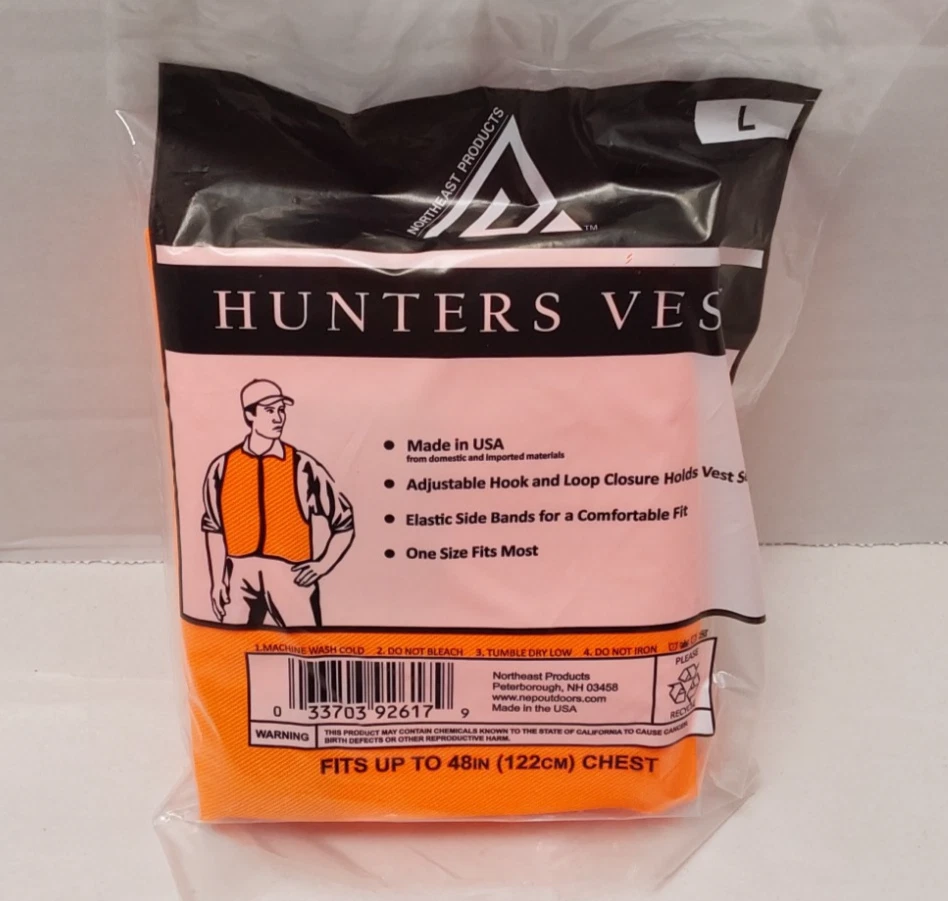 NORTHEAST PRODUCTS
L
TM
HUNTERS VES
Made in USA
from domestic and imported materials
Adjustable Hook and Loop Closure Holds Vest
Elastic Side Bands for a Comfortable Fit
One Size Fits Most
1.MACHINE WASH COLD 2. DO NOT BLEACH 3. TUMBLE DRY LOW 4. DO NOT IRON
PLEASE
RECYCLE
Northeast Products
Peterborough, NH 03458
www.nepoutdoors.com
Made in the USA
0 33703 92617 9
WARNING
THIS PRODUCT MAY CONTAIN CHEMICALS KNOWN TO THE STATE OF CALIFORNIA TO CAUSE CANCER,
BIRTH DEFECTS OR OTHER REPRODUCTIVE HARM.
FITS UP TO 48IN (122CM) CHEST